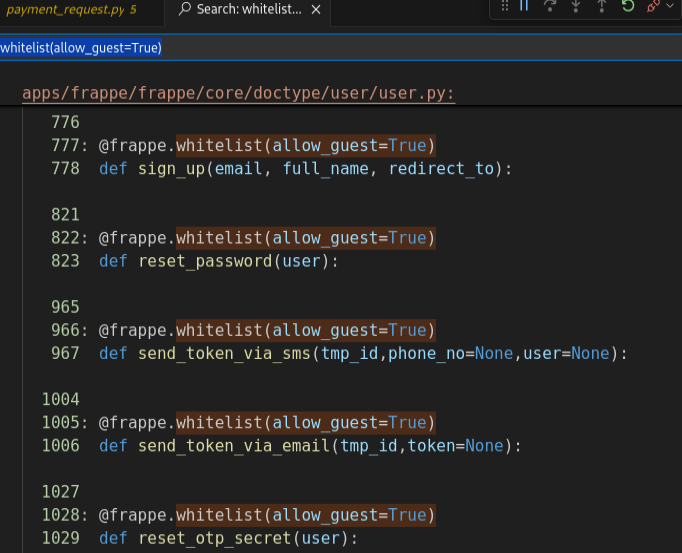 payment_request.py 5
Search: whitelist...
whitelist(allow_guest=True)
apps/frappe/frappe/core/doctype/user/user.py:
776
777: @frappe.whitelist(allow_guest=True)
778 def sign_up(email, full_name, redirect_to):
821
822: @frappe.whitelist(allow_guest=True)
823 def reset_password(user):
965
966: @frappe.whitelist(allow_guest=True)
967 def send_token_via_sms(tmp_id,phone_no=None,user=None):
1004
1005: @frappe.whitelist(allow_guest=True)
1006 def send_token_via_email(tmp_id,token=None):
1027
1028: @frappe.whitelist(allow_guest=True)
1029 def reset_otp_secret(user):